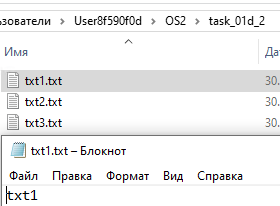 ьзователи > User8f590f0d > OS2 > task_01d_2
Имя
txt1.txt 30.
txt2.txt 30.
txt3.txt 30.
txt1.txt – Блокнот
Файл Правка Формат Вид Справка
txt1